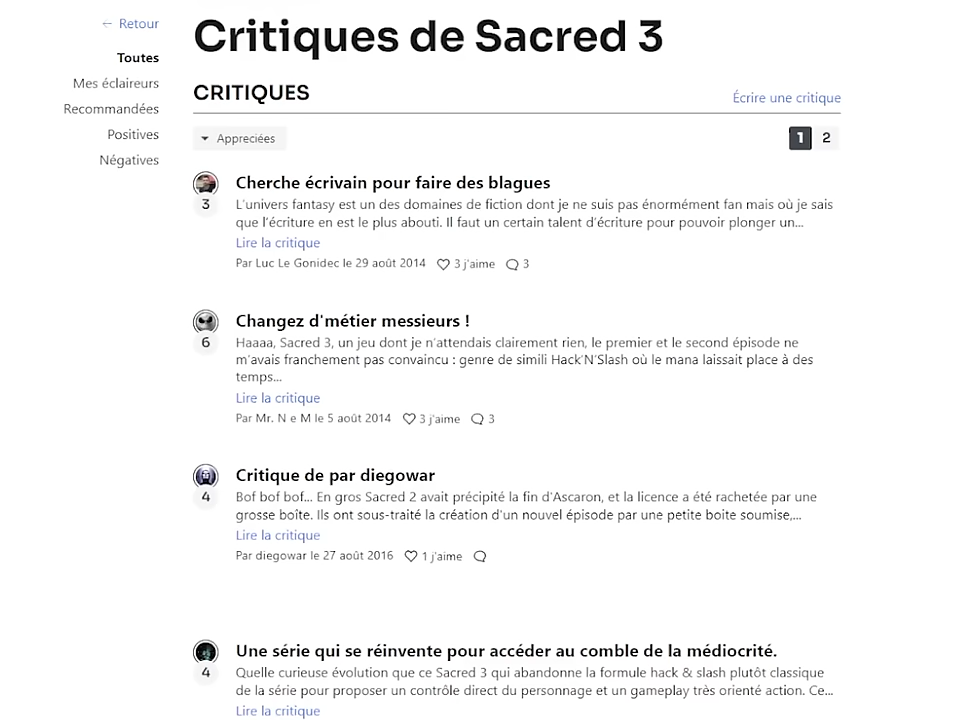 ← Retour
Toutes
Mes éclaireurs
Recommandées
Positives
Négatives
Critiques de Sacred 3
CRITIQUES
Écrire une critique
Appreciées
1 2
Cherche écrivain pour faire des blagues
3
L'univers fantasy est un des domaines de fiction dont je ne suis pas énormément fan mais où je sais
que l'écriture en est le plus abouti. Il faut un certain talent d'écriture pour pouvoir plonger un...
Lire la critique
Par Luc Le Gonidec le 29 août 2014 3 j'aime 3
Changez d'métier messieurs !
6
Haaaa, Sacred 3, un jeu dont je n'attendais clairement rien, le premier et le second épisode ne
m'avais franchement pas convaincu : genre de simili Hack'N'Slash où le mana laissait place à des
temps...
Lire la critique
Par Mr. N e M le 5 août 2014 3 j'aime 3
Critique de par diegowar
4
Bof bof bof... En gros Sacred 2 avait précipité la fin d'Ascaron, et la licence a été rachetée par une
grosse boîte. Ils ont sous-traité la création d'un nouvel épisode par une petite boite soumise,...
Lire la critique
Par diegowar le 27 août 2016 1 j'aime
Une série qui se réinvente pour accéder au comble de la médiocrité.
4
Quelle curieuse évolution que ce Sacred 3 qui abandonne la formule hack & slash plutôt classique
de la série pour proposer un contrôle direct du personnage et un gameplay très orienté action. Ce...
Lire la critique